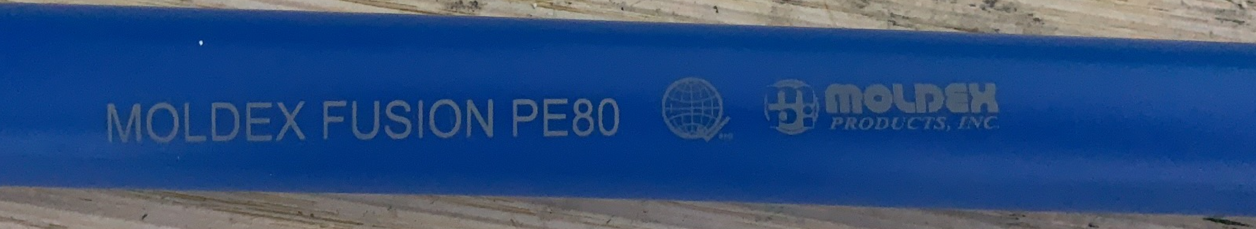 MOLDEX FUSION PE80
MOLDEX
PRODUCTS, INC.